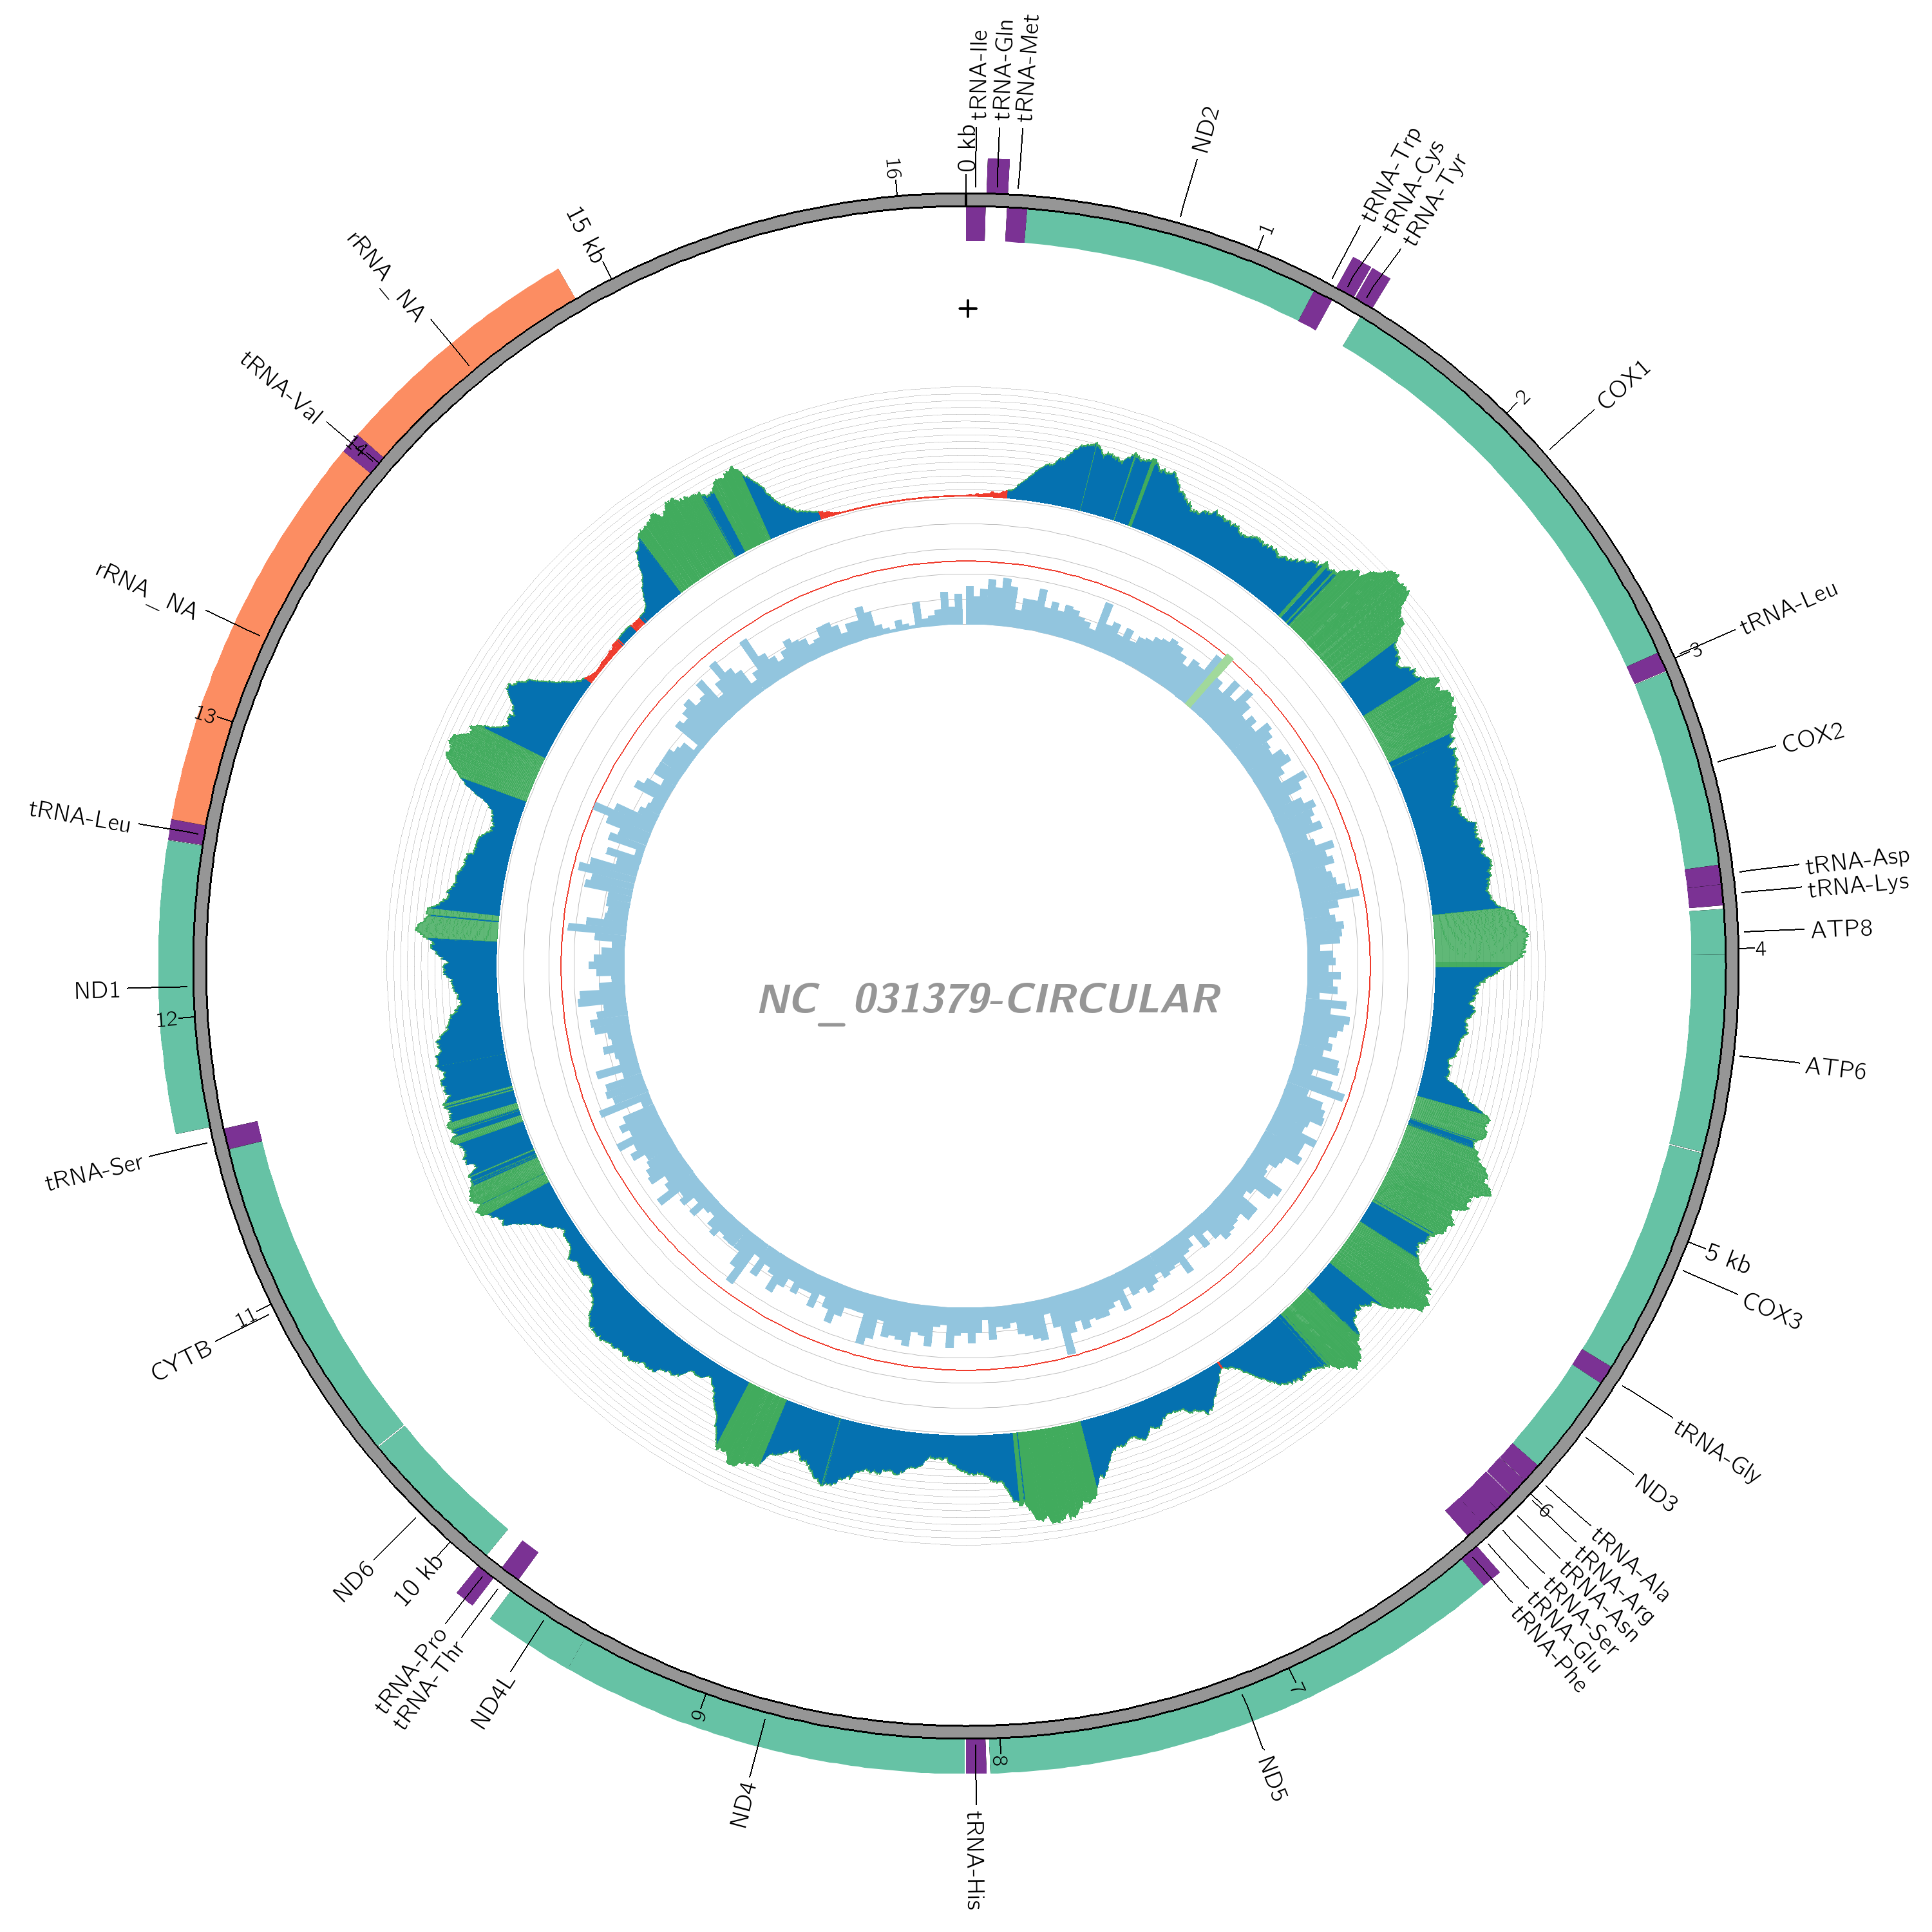 0 kb
tRNA-Ile
tRNA-Gln
tRNA-Met
ND2
1
tRNA-Trp
tRNA-Cys
tRNA-Tyr
2
COX1
tRNA-Leu
3
COX2
tRNA-Asp
tRNA-Lys
ATP8
4
ATP6
5 kb
COX3
tRNA-Gly
ND3
6
tRNA-Ala
tRNA-Arg
tRNA-Asn
tRNA-Ser
tRNA-Glu
tRNA-Phe
7
ND5
8
tRNA-His
ND4
9
ND4L
tRNA-Thr
tRNA-Pro
10 kb
ND6
11
CYTB
tRNA-Ser
12
ND1
tRNA-Leu
13
rRNA_NA
14
tRNA-Val
rRNA_NA
15 kb
16
+
NC_031379-CIRCULAR